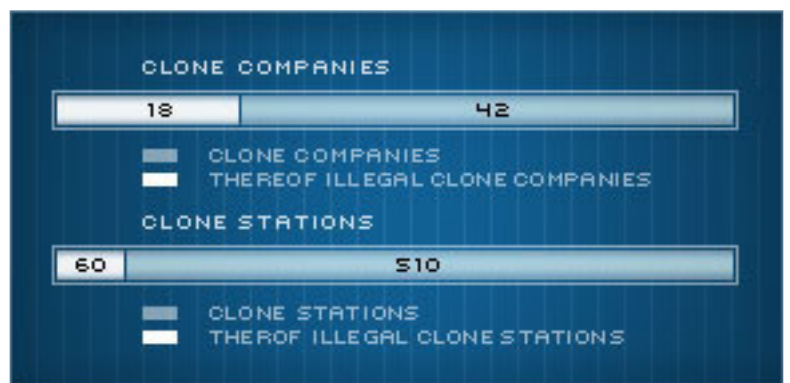 CLONE COMPANIES
18 42
CLONE COMPANIES
THEREOF ILLEGAL CLONE COMPANIES
CLONE STATIONS
60 510
CLONE STATIONS
THEROF ILLEGAL CLONE STATIONS